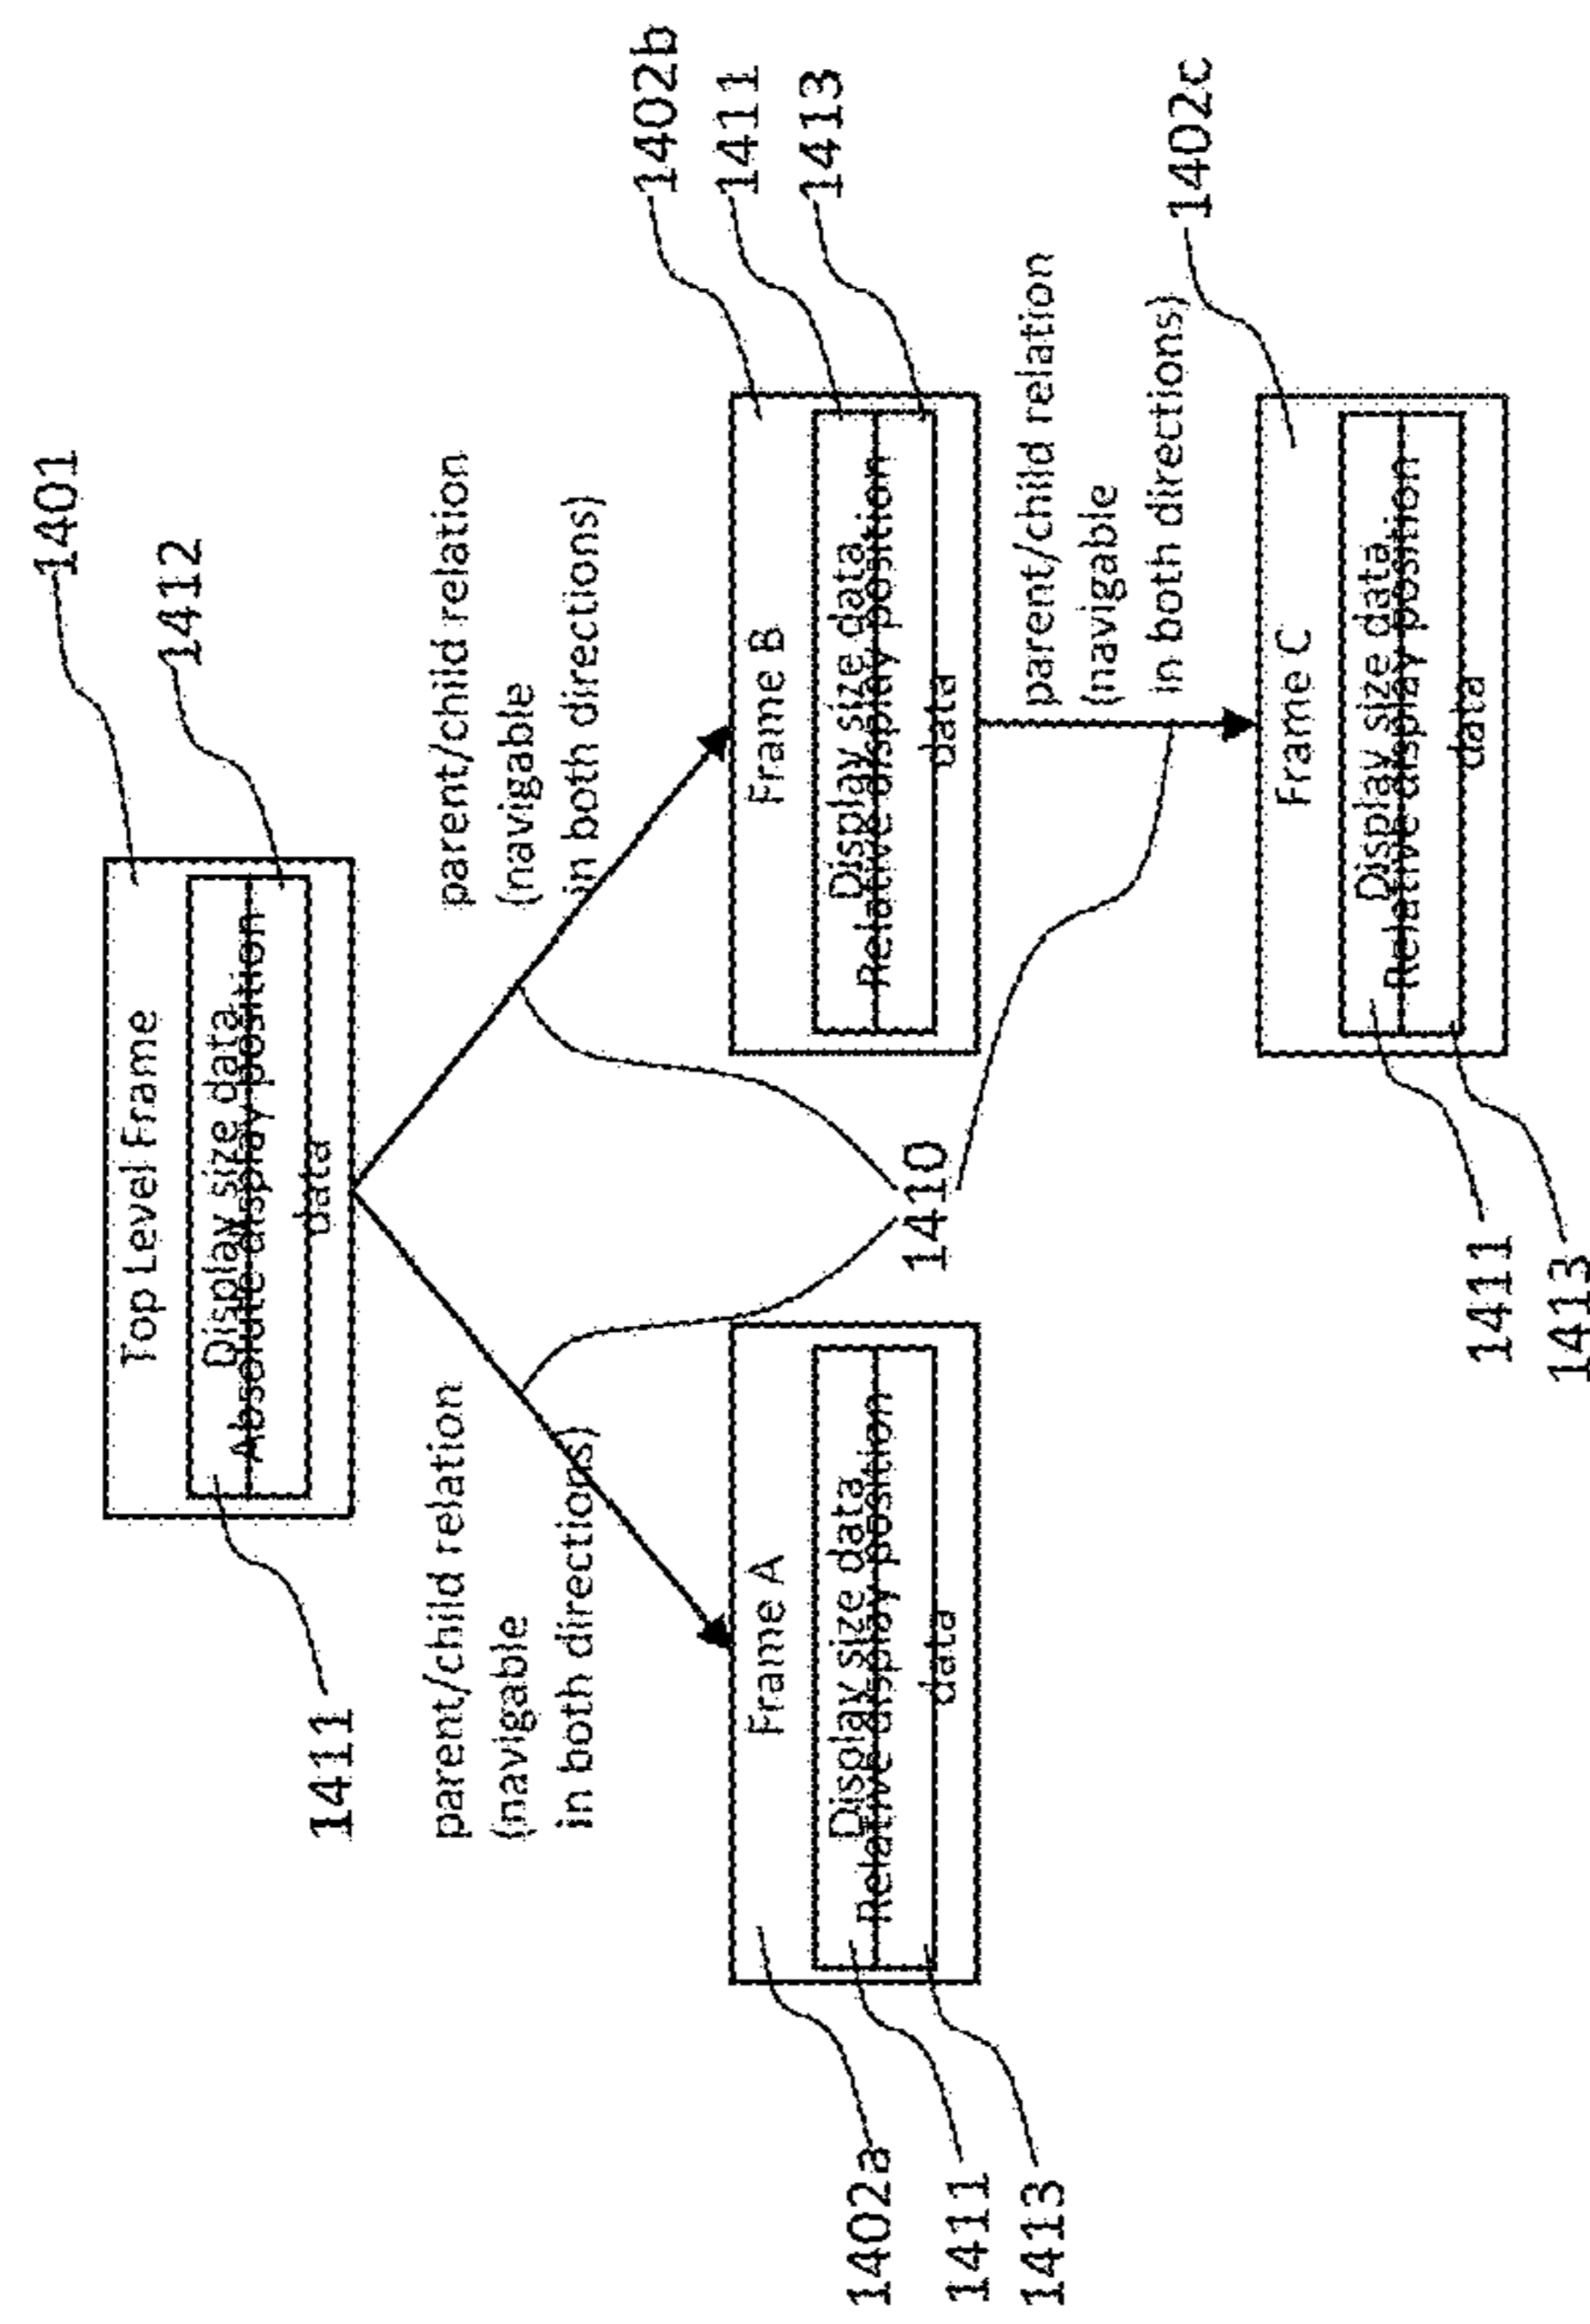 1401
Top Level Frame
1412
Display size data
Absolute display position
data
1411
parent/child relation
(navigable
in both directions)
parent/child relation
(navigable
in both directions)
1402b
1411
1413
Frame A
Display size data
Relative display position
data
1402a
1411
1413
1410
Frame B
Display size data
Relative display position
data
parent/child relation
(navigable
in both directions)
1402c
Frame C
Display size data
Relative display position
data
1411
1413